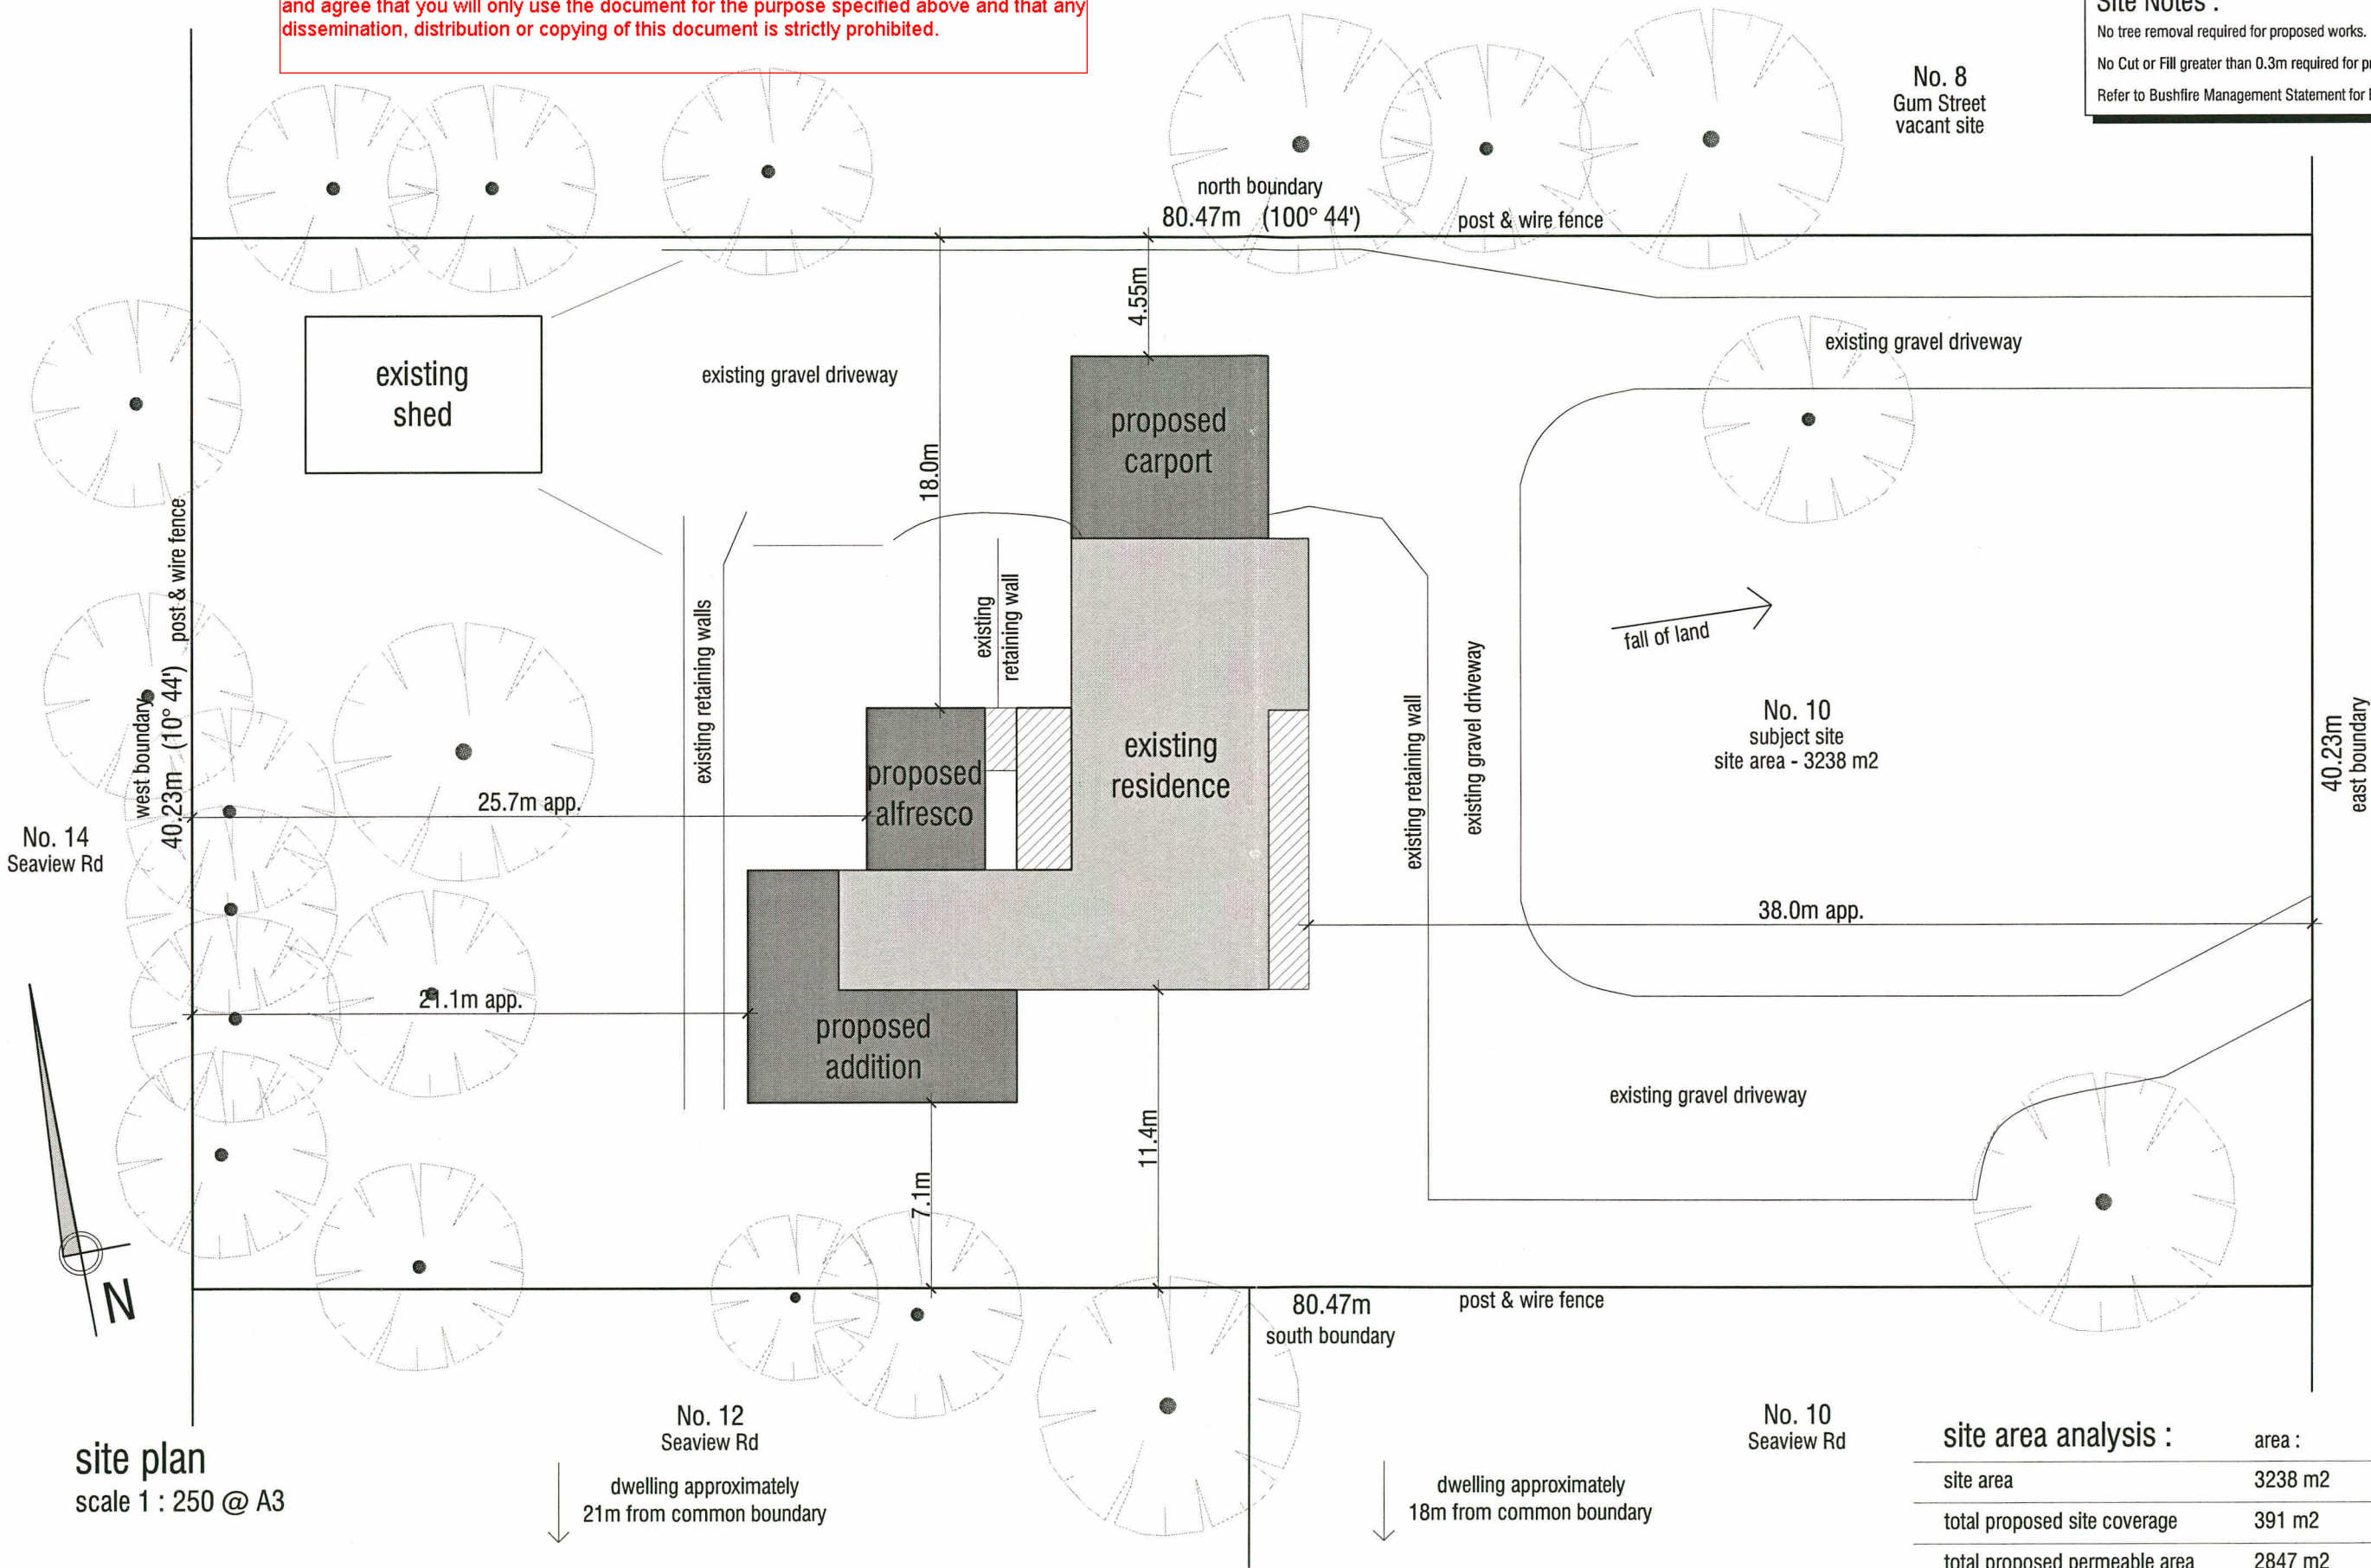 and agree that you will only use the document for the purpose specified above and that any
dissemination, distribution or copying of this document is strictly prohibited.
Site Notes :
No tree removal required for proposed works.
No Cut or Fill greater than 0.3m required for
Refer to Bushfire Management Statement for
No. 8
Gum Street
vacant site
north boundary
80.47m (100° 44')
post & wire fence
4.55m
existing gravel driveway
existing
shed
existing gravel driveway
proposed
carport
18.0m
post & wire fence
existing retaining walls
existing
retaining wall
fall of land
west boundary
40.23m (10° 44')
existing retaining wall
existing gravel driveway
No. 10
subject site
site area - 3238 m2
40.23m
east boundary
existing
residence
proposed
alfresco
25.7m app.
No. 14
Seaview Rd
38.0m app.
21.1m app.
proposed
addition
existing gravel driveway
11.4m
7.1m
N
80.47m
south boundary
post & wire fence
No. 12
Seaview Rd
dwelling approximately
21m from common boundary
No. 10
Seaview Rd
dwelling approximately
18m from common boundary
site plan
scale 1 : 250 @ A3
site area analysis : area :
site area 3238 m2
total proposed site coverage 391 m2
total proposed permeable area 2847 m2